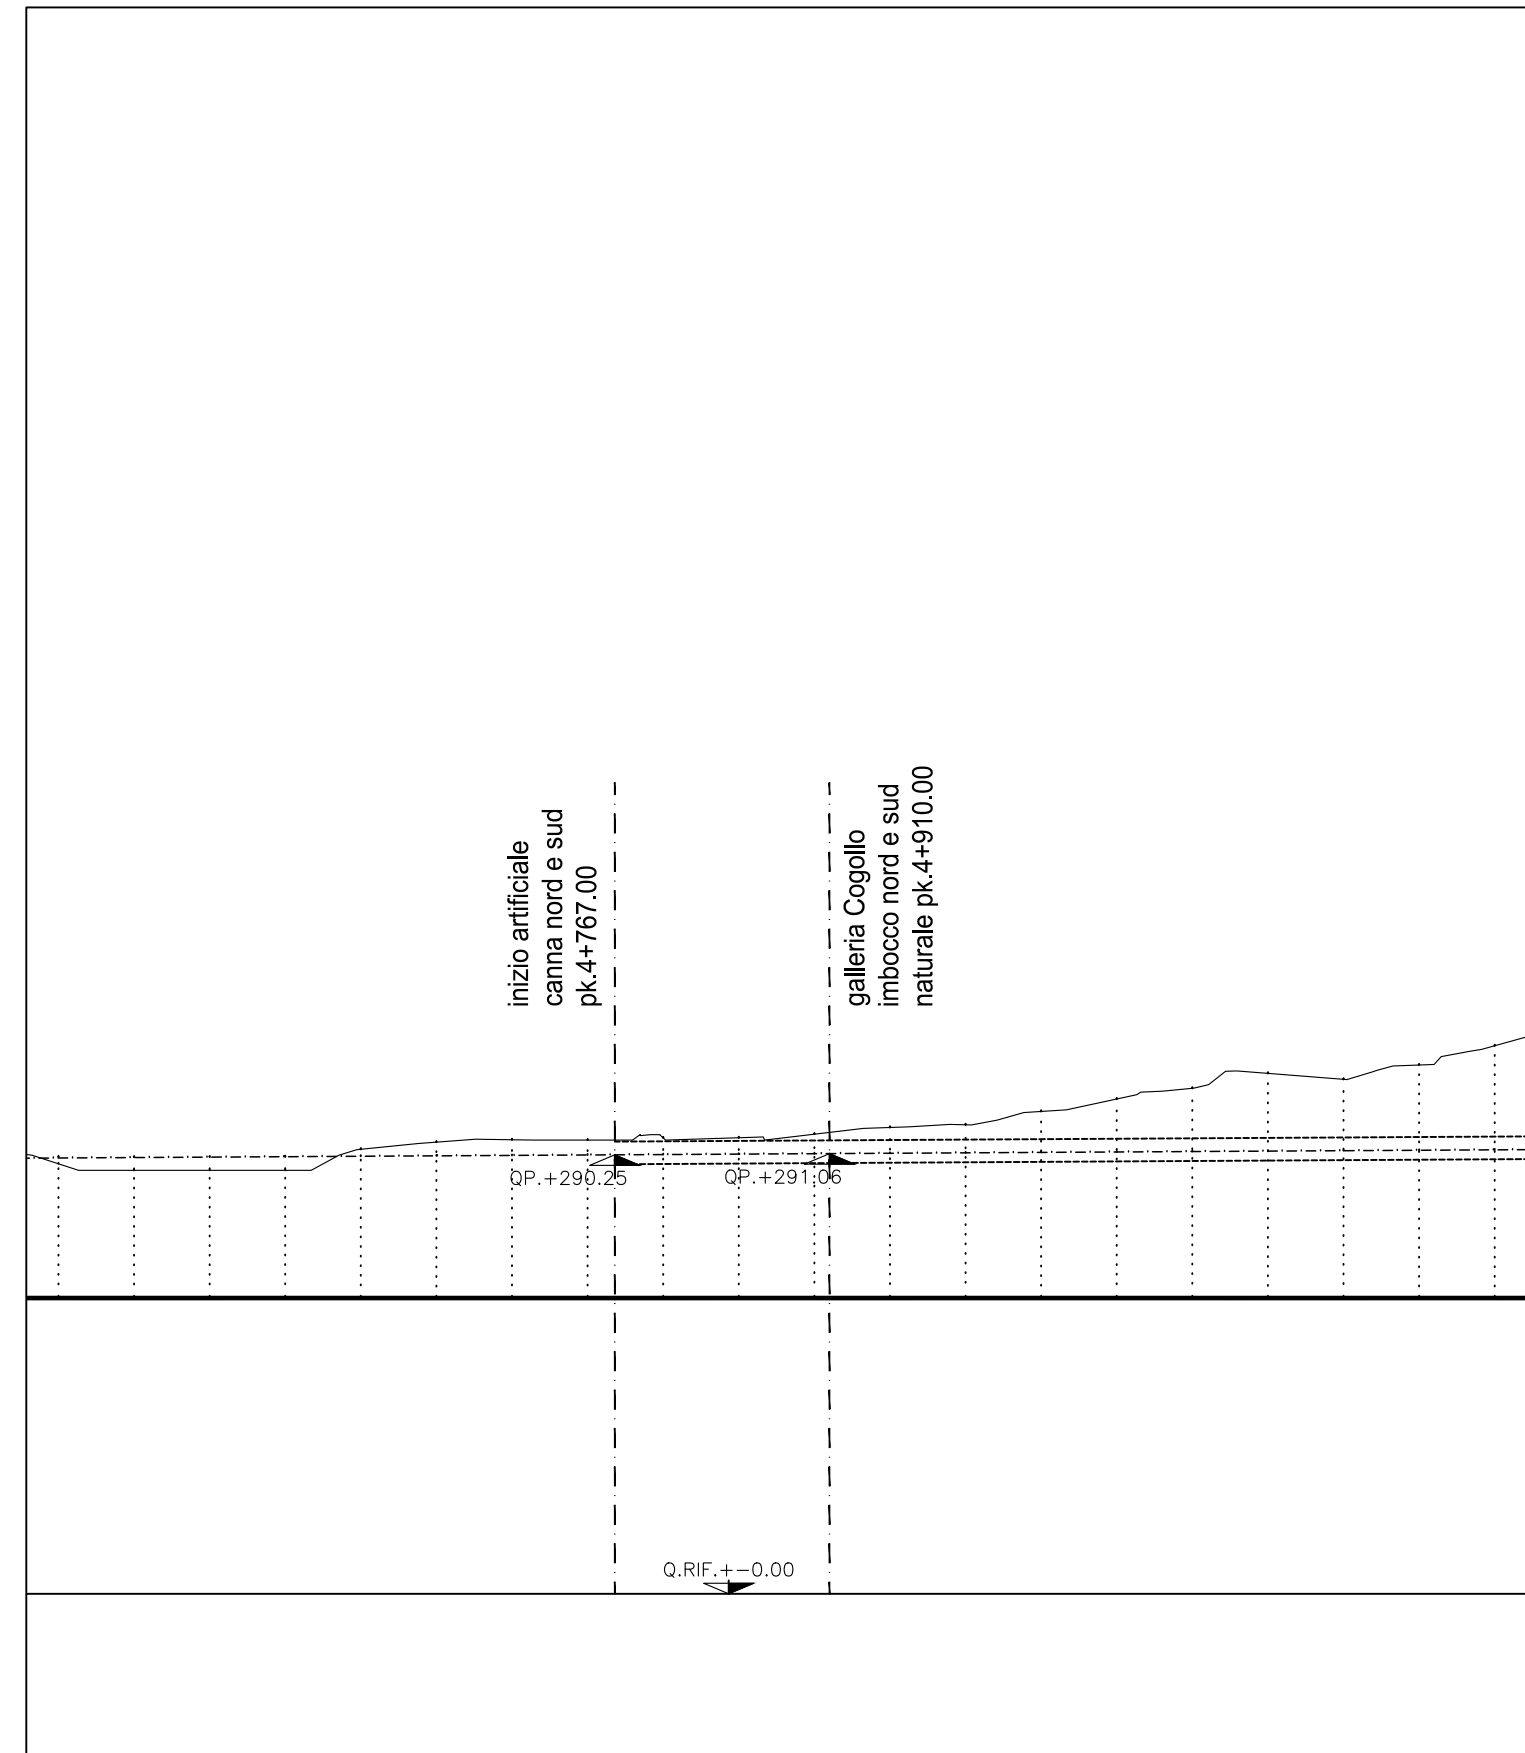 inizio artificiale
canna nord e sud
pk.4+767.00
galleria Cogollo
imbocco nord e sud
naturale pk.4+910.00
QP.+290.25
QP.+291.06
Q.RIF.+-0.00